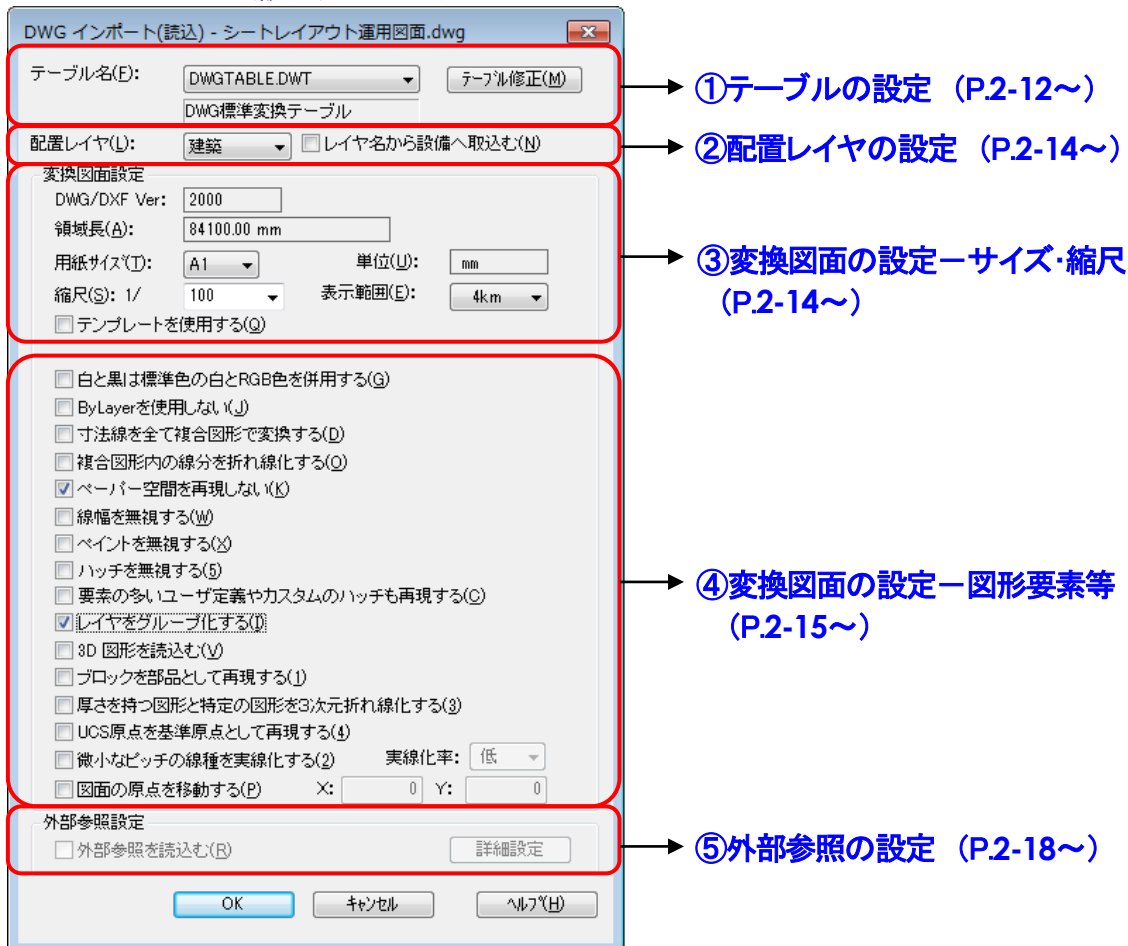 DWG インポート(読込) - シートレイアウト運用図面.dwg
テーブル名(F): DWGTABLE.DWT テーブル修正(M)
DWG標準変換テーブル
①テーブルの設定 (P.2-12～)
配置レイヤ(L): 建築 レイヤ名から設備へ取込む(N)
②配置レイヤの設定 (P.2-14～)
変換図面設定
DWG/DXF Ver: 2000
領域長(A): 84100.00 mm
用紙サイズ(T): A1 単位(U): mm
縮尺(S): 1/ 100 表示範囲(E): 4km
テンプレートを使用する(Q)
③変換図面の設定－サイズ・縮尺
(P.2-14～)
白と黒は標準色の白とRGB色を併用する(G)
ByLayerを使用しない(J)
寸法線を全て複合図形で変換する(D)
複合図形内の線分を折れ線化する(O)
ペーパー空間を再現しない(K)
線幅を無視する(W)
ペイントを無視する(X)
ハッチを無視する(5)
要素の多いユーザ定義やカスタムのハッチも再現する(C)
レイヤをグループ化する(I)
3D 図形を読込む(V)
ブロックを部品として再現する(1)
厚さを持つ図形と特定の図形を3次元折れ線化する(3)
UCS原点を基準原点として再現する(4)
微小なピッチの線種を実線化する(2) 実線化率: 低
図面の原点を移動する(P) X: 0 Y: 0
④変換図面の設定－図形要素等
(P.2-15～)
外部参照設定
外部参照を読込む(R) 詳細設定
⑤外部参照の設定 (P.2-18～)
OK キャンセル ヘルプ(H)